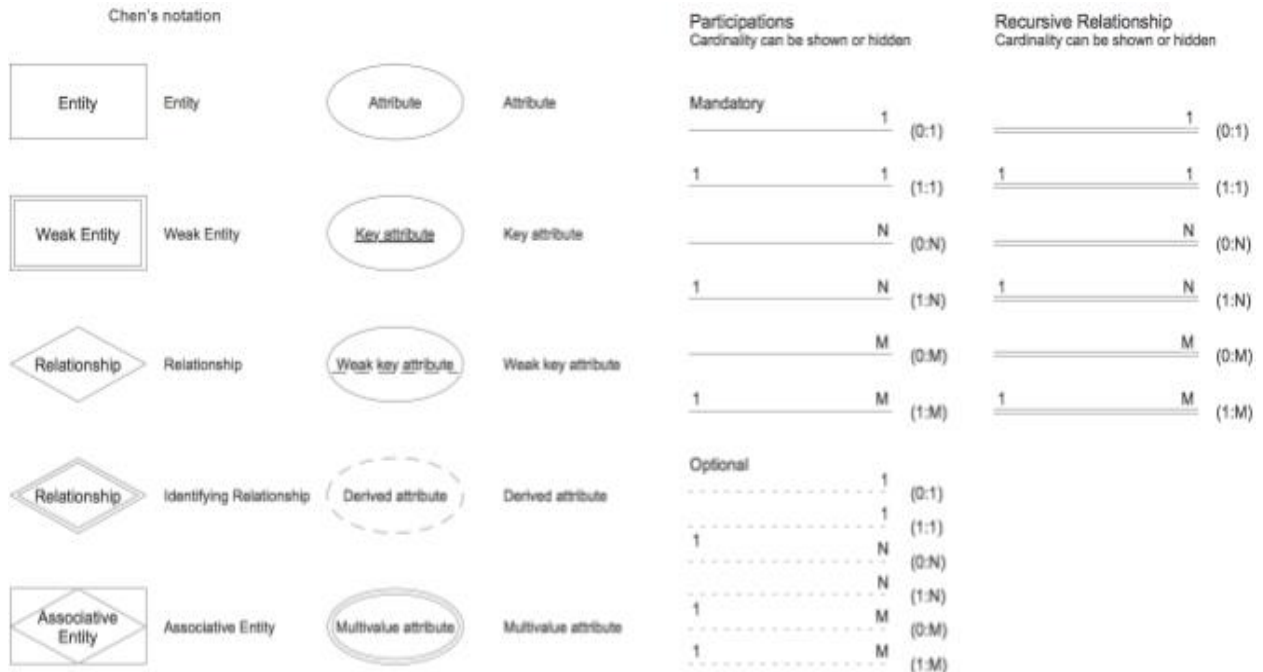 Chen's notation
Entity
Entity
Attribute
Attribute
Weak Entity
Weak Entity
Key attribute
Key attribute
Relationship
Relationship
Weak key attribute
Weak key attribute
Relationship
Identifying Relationship
Derived attribute
Derived attribute
Associative
Entity
Associative Entity
Multivalue attribute
Multivalue attribute
Participations
Cardinality can be shown or hidden
Mandatory
1 (0:1)
1 1 (1:1)
N (0:N)
1 N (1:N)
M (0:M)
1 M (1:M)
Optional
1 (0:1)
1 (1:1)
1 N (0:N)
N (1:N)
1 M (0:M)
1 M (1:M)
Recursive Relationship
Cardinality can be shown or hidden
1 (0:1)
1 1 (1:1)
N (0:N)
1 N (1:N)
M (0:M)
1 M (1:M)